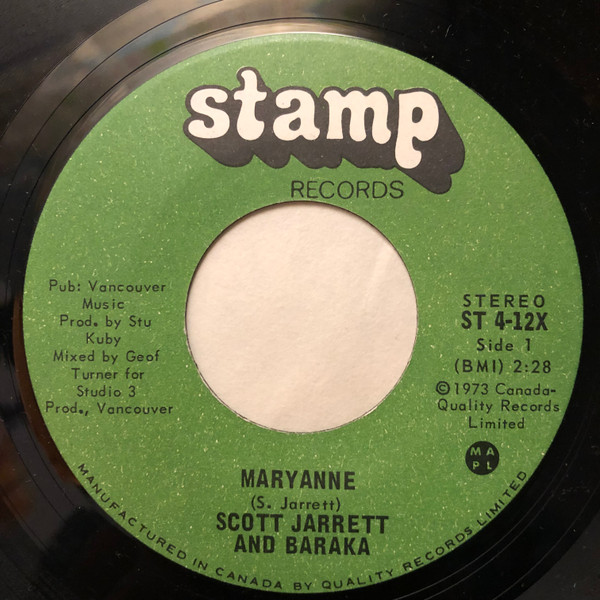 stamp
RECORDS
Pub: Vancouver
Music
Prod. by Stu
Kuby
Mixed by Geof
Turner for
Studio 3
Prod., Vancouver
STEREO
ST 4-12X
Side 1
(BMI) 2:28
©1973 Canada-
Quality Records
Limited
MA
PL
MARYANNE
(S. Jarrett)
SCOTT JARRETT
AND BARAKA
MANUFACTURED IN CANADA BY QUALITY RECORDS LIMITED